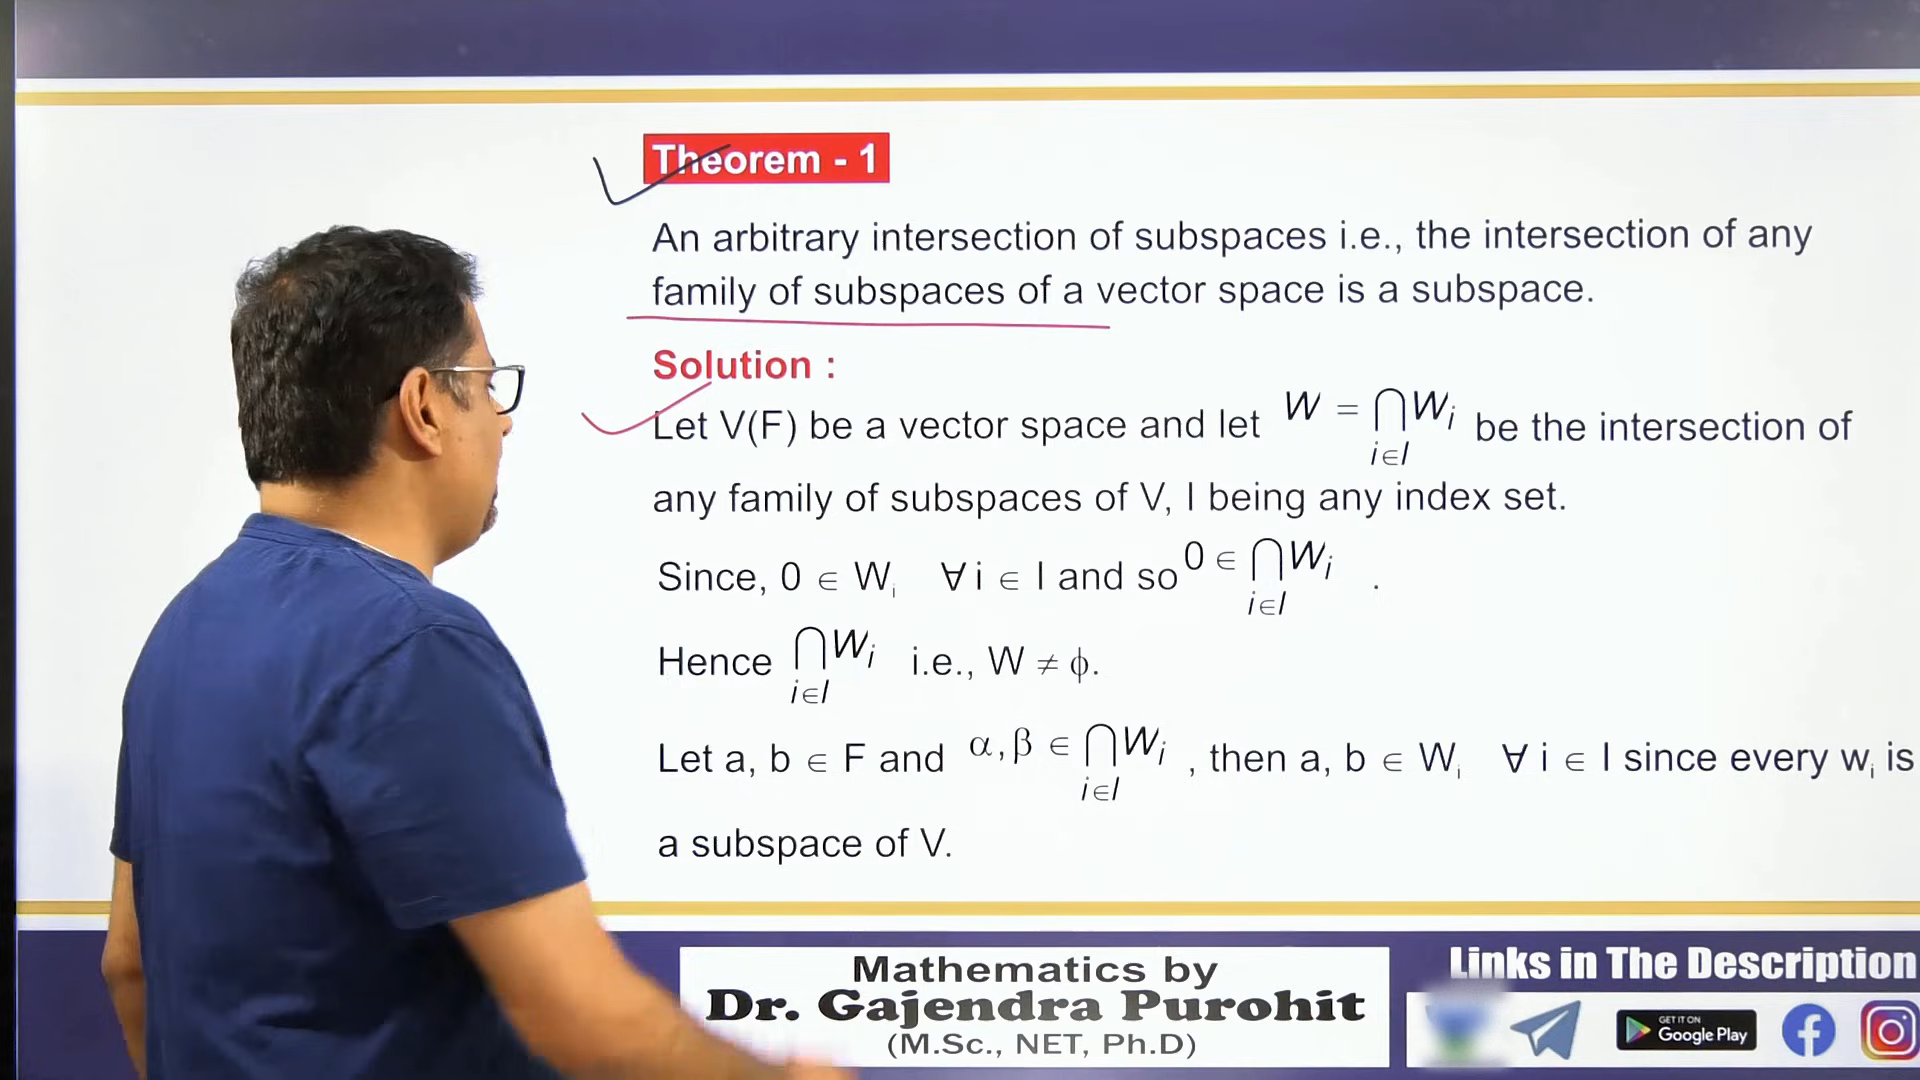 Theorem - 1
An arbitrary intersection of subspaces i.e., the intersection of any
family of subspaces of a vector space is a subspace.
Solution :
Let V(F) be a vector space and let W = ⋂_{i∈I} W_i be the intersection of
any family of subspaces of V, I being any index set.
Since, 0 ∈ W_i ∀ i ∈ I and so 0 ∈ ⋂_{i∈I} W_i .
Hence ⋂_{i∈I} W_i i.e., W ≠ ϕ.
Let a, b ∈ F and α, β ∈ ⋂_{i∈I} W_i , then a, b ∈ W_i ∀ i ∈ I since every w_i is
a subspace of V.
Mathematics by
Dr. Gajendra Purohit
(M.Sc., NET, Ph.D)
Links in The Description
GET IT ON
Google Play